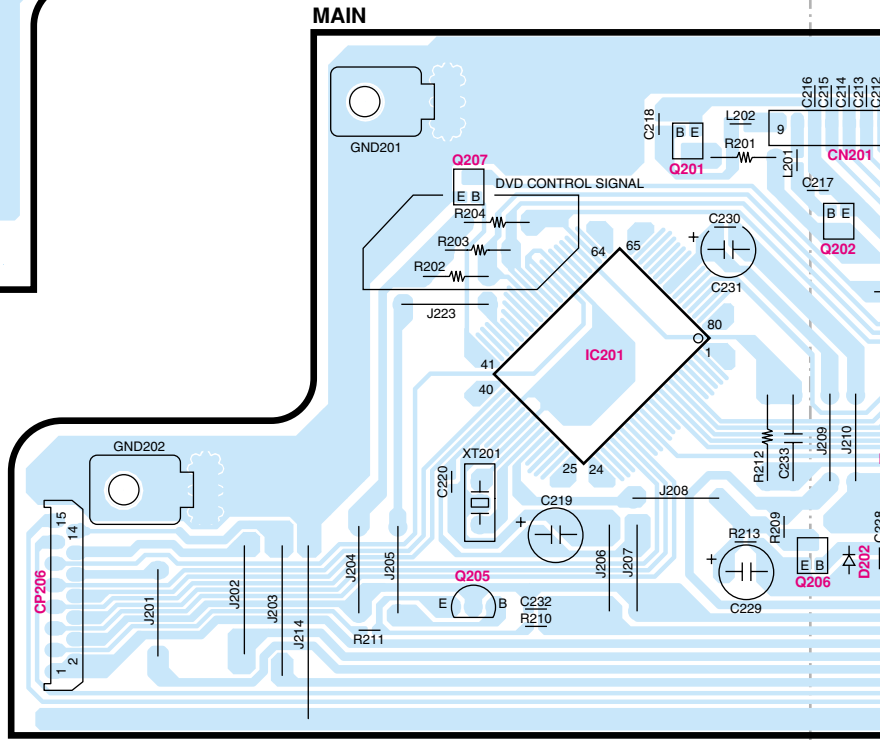 MAIN
C216
C215
C214
C213
C212
GND201
C218
B E
Q201
L202
9
R201
L201
CN201
C217
Q207
E B
DVD CONTROL SIGNAL
R204
R203
R202
J223
C230
+
C231
B E
Q202
64
65
80
1
IC201
41
40
25
24
GND202
XT201
C220
C219
+
J208
R212
C233
J209
J210
15
14
CP206
1
2
J201
J202
J203
J214
J204
J205
R211
Q205
E
B
C232
R210
J206
J207
R213
+
C229
R209
E B
Q206
D202
C228